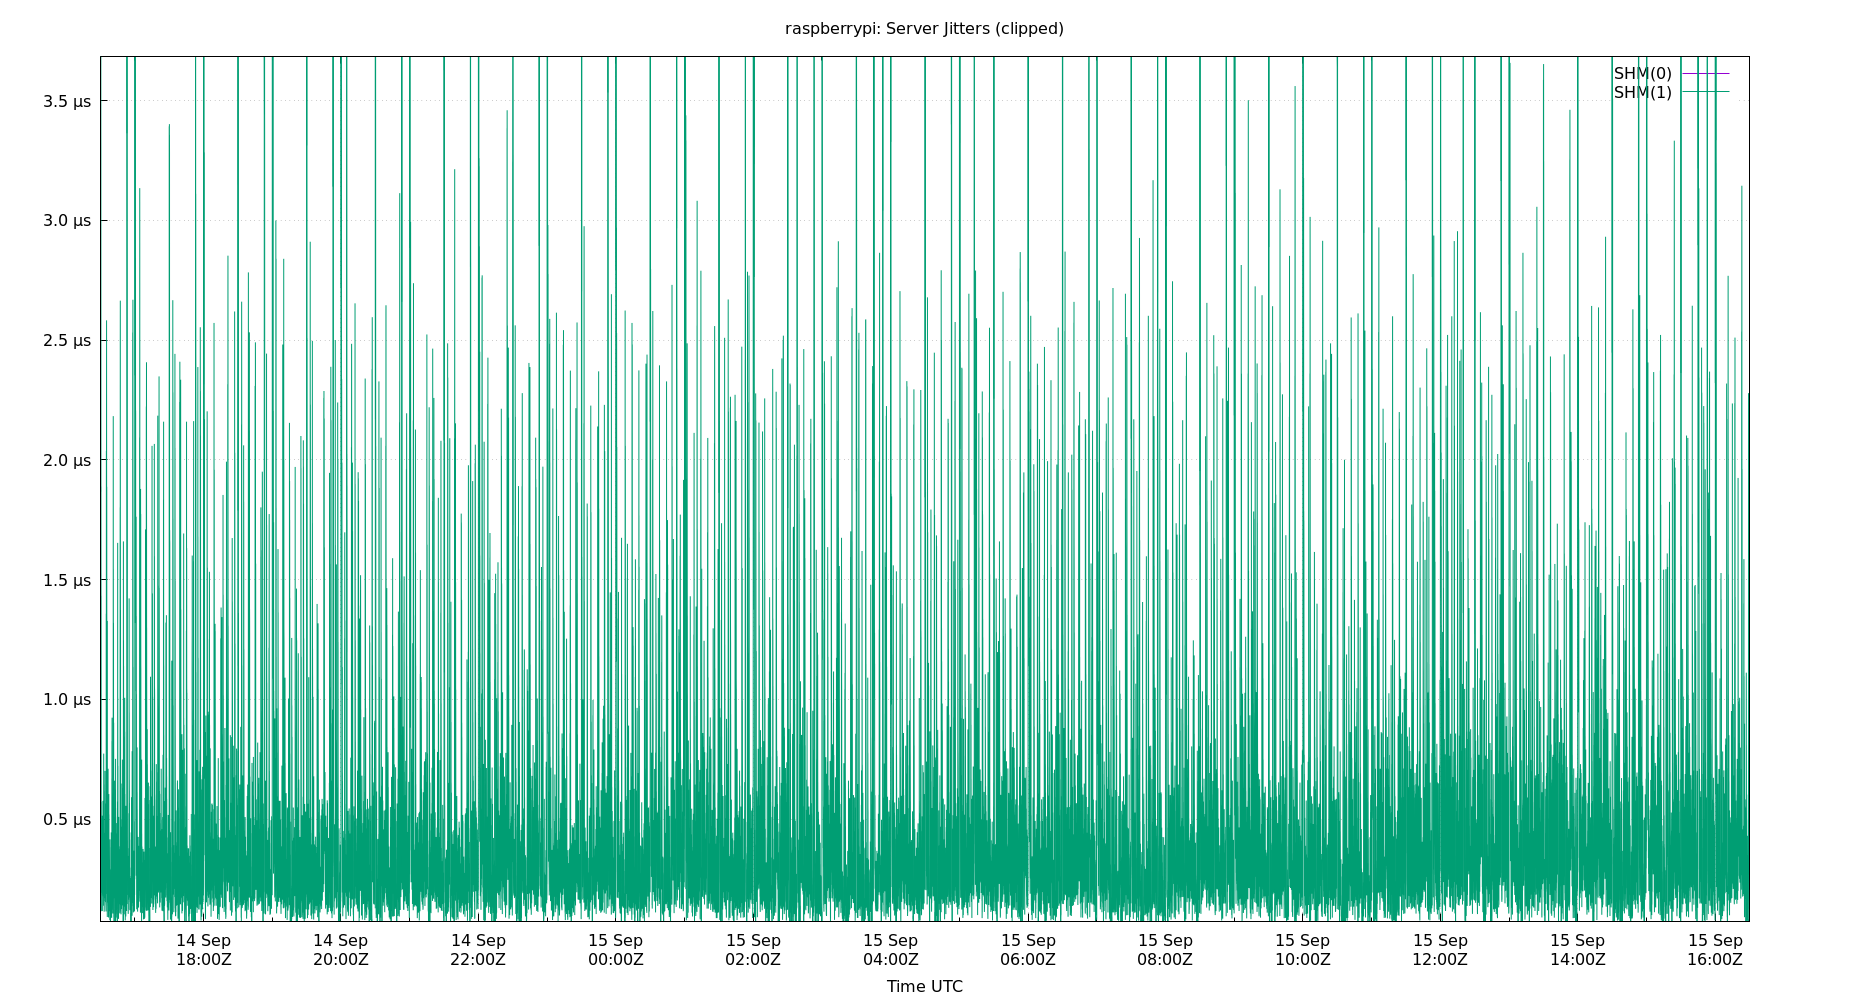 raspberrypi: Server Jitters (clipped)
SHM(0)
SHM(1)
3.5 µs
3.0 µs
2.5 µs
2.0 µs
1.5 µs
1.0 µs
0.5 µs
14 Sep 14 Sep 14 Sep 15 Sep 15 Sep 15 Sep 15 Sep 15 Sep 15 Sep 15 Sep 15 Sep 15 Sep
18:00Z 20:00Z 22:00Z 00:00Z 02:00Z 04:00Z 06:00Z 08:00Z 10:00Z 12:00Z 14:00Z 16:00Z
Time UTC